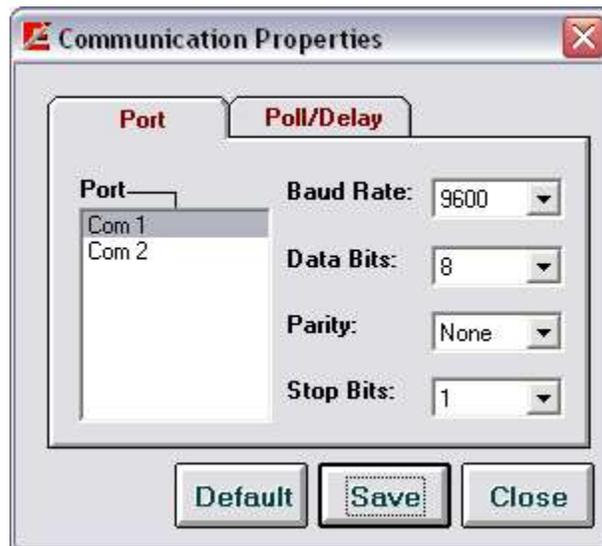 Communication Properties
Port
Poll/Delay
Port
Com 1
Com 2
Baud Rate: 9600
Data Bits: 8
Parity: None
Stop Bits: 1
Default
Save
Close